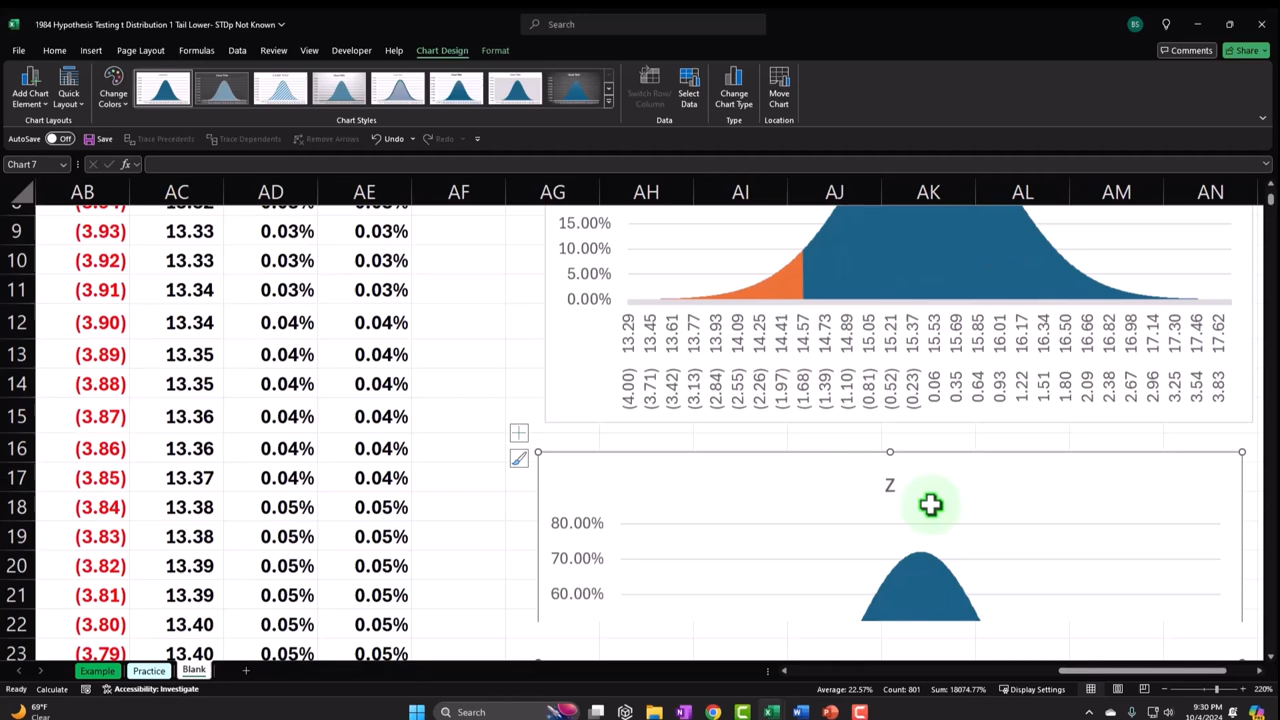 1984 Hypothesis Testing t Distribution 1 Tail Lower- STDp Not Known
Search
BS
File Home Insert Page Layout Formulas Data Review View Developer Help Chart Design Format
Comments Share
Add Chart Element
Quick Layout
Change Colors
Switch Row/ Column
Select Data
Change Chart Type
Move Chart
Chart Layouts
Chart Styles
Data
Type
Location
AutoSave Off Save Trace Precedents Trace Dependents Remove Arrows Undo Redo
Chart 7 fx
AB AC AD AE AF AG AH AI AJ AK AL AM AN
9 (3.93) 13.33 0.03% 0.03%
10 (3.92) 13.33 0.03% 0.03%
11 (3.91) 13.34 0.03% 0.03%
12 (3.90) 13.34 0.04% 0.04%
13 (3.89) 13.35 0.04% 0.04%
14 (3.88) 13.35 0.04% 0.04%
15 (3.87) 13.36 0.04% 0.04%
16 (3.86) 13.36 0.04% 0.04%
17 (3.85) 13.37 0.04% 0.04%
18 (3.84) 13.38 0.05% 0.05%
19 (3.83) 13.38 0.05% 0.05%
20 (3.82) 13.39 0.05% 0.05%
21 (3.81) 13.39 0.05% 0.05%
22 (3.80) 13.40 0.05% 0.05%
23 (3.79) 13.40 0.05% 0.05%
15.00%
10.00%
5.00%
0.00%
13.29 13.45 13.61 13.77 13.93 14.09 14.25 14.41 14.57 14.73 14.89 15.05 15.21 15.37 15.53 15.69 15.85 16.01 16.17 16.34 16.50 16.66 16.82 16.98 17.14 17.30 17.46 17.62
(4.00) (3.71) (3.42) (3.13) (2.84) (2.55) (2.26) (1.97) (1.68) (1.39) (1.10) (0.81) (0.52) (0.23) 0.06 0.35 0.64 0.93 1.22 1.51 1.80 2.09 2.38 2.67 2.96 3.25 3.54 3.83
Z
80.00%
70.00%
60.00%
Example Practice Blank
Ready Calculate Accessibility: Investigate Average: 22.57% Count: 801 Sum: 18074.77% Display Settings 220%
69°F
Clear
Search
9:30 PM
10/4/2024